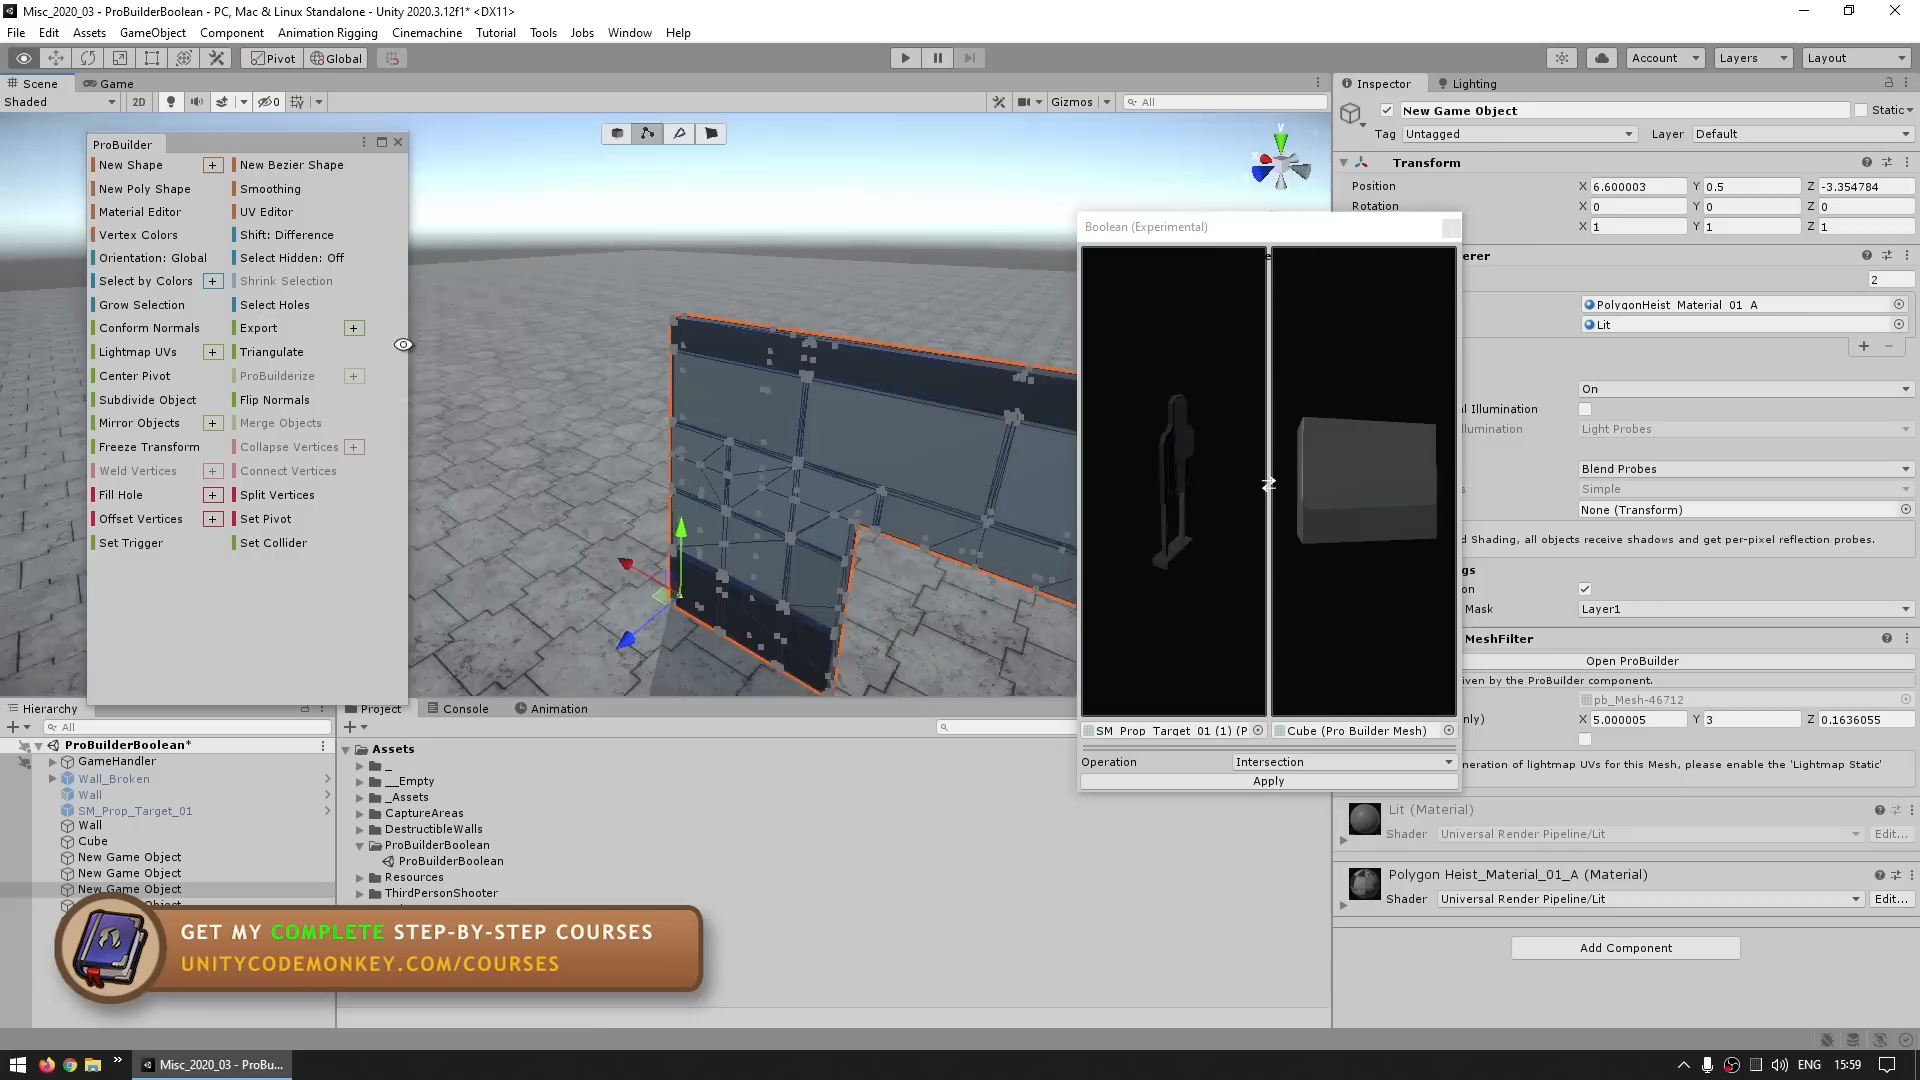 Misc_2020_03 - ProBuilderBoolean - PC, Mac & Linux Standalone - Unity 2020.3.12f1* <DX11>
File Edit Assets GameObject Component Animation Rigging Cinemachine Tutorial Tools Jobs Window Help
Pivot Global Account Layers Layout
Scene Game
Shaded 2D 0 Gizmos All
Inspector Lighting
New Game Object Static
Tag Untagged Layer Default
Transform
Position X 6.600003 Y 0.5 Z -3.354784
Rotation X 0 Y 0 Z 0
X 1 Y 1 Z 1
ProBuilder
New Shape + New Bezier Shape
New Poly Shape Smoothing
Material Editor UV Editor
Vertex Colors Shift: Difference
Orientation: Global Select Hidden: Off
Select by Colors + Shrink Selection
Grow Selection Select Holes
Conform Normals Export +
Lightmap UVs + Triangulate
Center Pivot ProBuilderize +
Subdivide Object Flip Normals
Mirror Objects + Merge Objects
Freeze Transform Collapse Vertices +
Weld Vertices + Connect Vertices
Fill Hole + Split Vertices
Offset Vertices + Set Pivot
Set Trigger Set Collider
y
Boolean (Experimental)
SM_Prop_Target_01 (1) (P Cube (Pro Builder Mesh)
Operation Intersection
Apply
erer
2
PolygonHeist_Material_01_A
Lit
+ −
On
l Illumination
llumination Light Probes
Blend Probes
s Simple
None (Transform)
d Shading, all objects receive shadows and get per-pixel reflection probes.
gs
on
Mask Layer1
MeshFilter
Open ProBuilder
iven by the ProBuilder component.
pb_Mesh-46712
nly) X 5.000005 Y 3 Z 0.1636055
neration of lightmap UVs for this Mesh, please enable the 'Lightmap Static'
Lit (Material)
Shader Universal Render Pipeline/Lit Edit...
Polygon Heist_Material_01_A (Material)
Shader Universal Render Pipeline/Lit Edit...
Add Component
Hierarchy
+ All
ProBuilderBoolean*
GameHandler
Wall_Broken
Wall
SM_Prop_Target_01
Wall
Cube
New Game Object
New Game Object
New Game Object
Project Console Animation
+
Assets
_
__Empty
_Assets
CaptureAreas
DestructibleWalls
ProBuilderBoolean
ProBuilderBoolean
Resources
ThirdPersonShooter
GET MY COMPLETE STEP-BY-STEP COURSES
UNITYCODEMONKEY.COM/COURSES
» Misc_2020_03 - ProBu... ENG 15:59